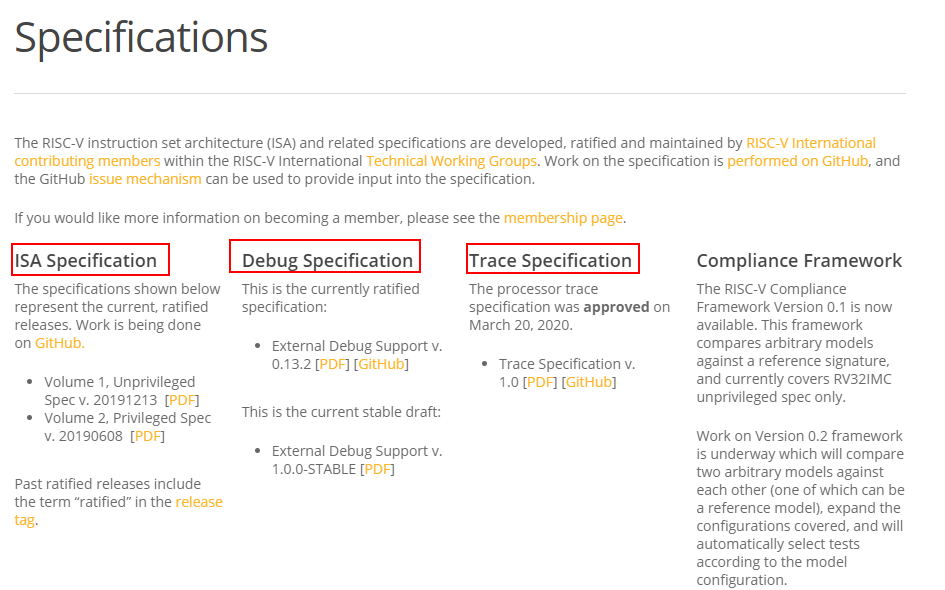 Specifications
The RISC-V instruction set architecture (ISA) and related specifications are developed, ratified and maintained by RISC-V International
contributing members within the RISC-V International Technical Working Groups. Work on the specification is performed on GitHub, and
the GitHub issue mechanism can be used to provide input into the specification.
If you would like more information on becoming a member, please see the membership page.
ISA Specification
The specifications shown below
represent the current, ratified
releases. Work is being done
on GitHub.
• Volume 1, Unprivileged
Spec v. 20191213 [PDF]
• Volume 2, Privileged Spec
v. 20190608 [PDF]
Past ratified releases include
the term “ratified” in the release
tag.
Debug Specification
This is the currently ratified
specification:
• External Debug Support v.
0.13.2 [PDF] [GitHub]
This is the current stable draft:
• External Debug Support v.
1.0.0-STABLE [PDF]
Trace Specification
The processor trace
specification was approved on
March 20, 2020.
• Trace Specification v.
1.0 [PDF] [GitHub]
Compliance Framework
The RISC-V Compliance
Framework Version 0.1 is now
available. This framework
compares arbitrary models
against a reference signature,
and currently covers RV32IMC
unprivileged spec only.
Work on Version 0.2 framework
is underway which will compare
two arbitrary models against
each other (one of which can be
a reference model), expand the
configurations covered, and will
automatically select tests
according to the model
configuration.